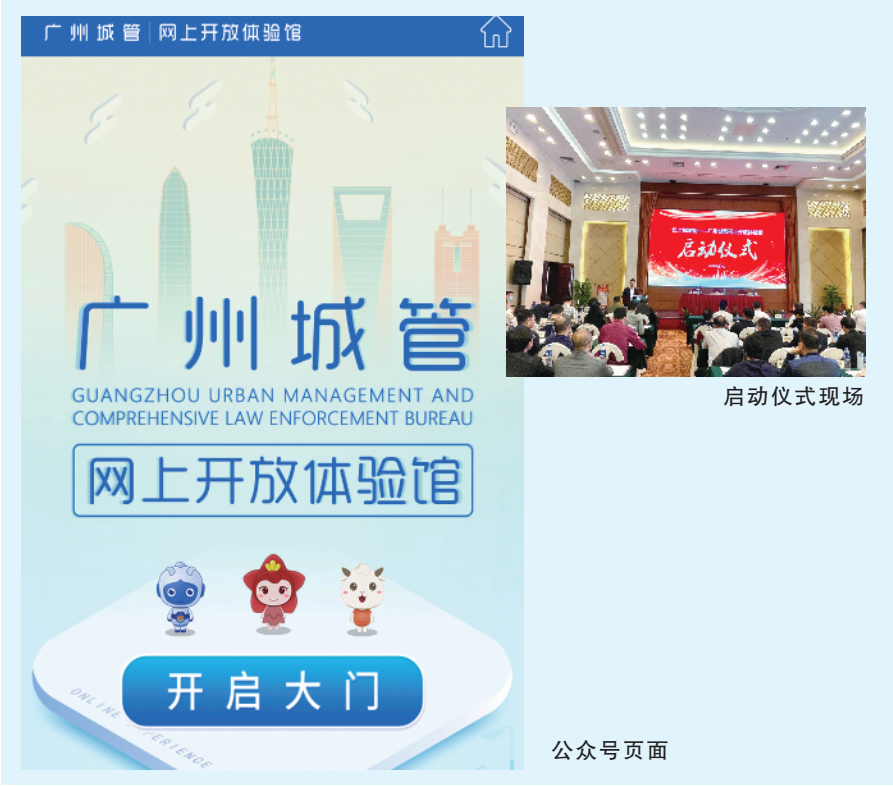 广州城管 网上开放体验馆
广州城管
GUANGZHOU URBAN MANAGEMENT AND
COMPREHENSIVE LAW ENFORCEMENT BUREAU
网上开放体验馆
开启大门
ONLINE EXPERIENCE
启动仪式
启动仪式现场
公众号页面